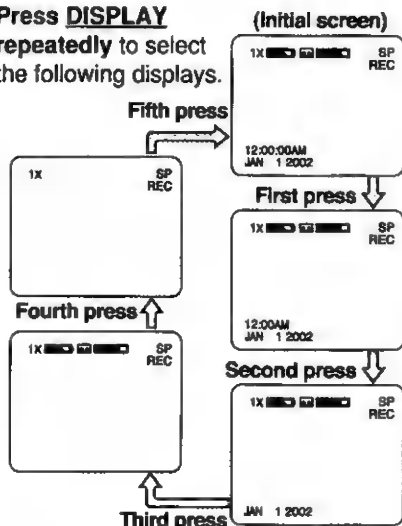 Press DISPLAY
repeatedly to select
the following displays.
(Initial screen)
1X SP
REC
12:00:00AM
JAN 1 2002
Fifth press
First press
1X SP
REC
12:00AM
JAN 1 2002
Second press
1X SP
REC
JAN 1 2002
Third press
1X SP
REC
Fourth press
1X SP
REC